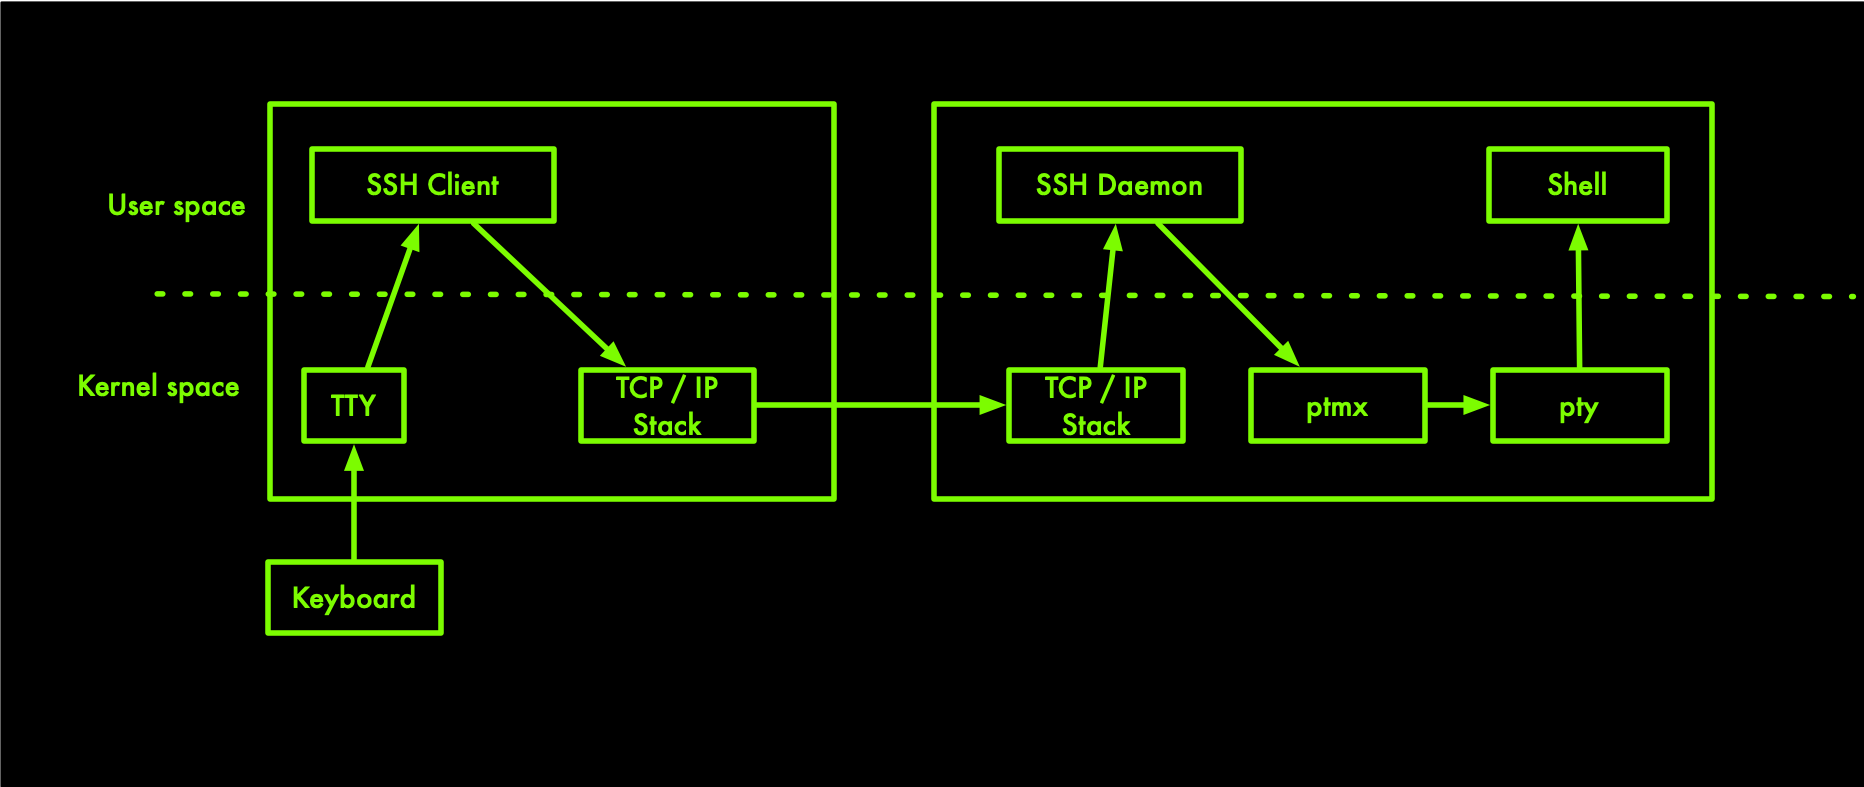 SSH Client
SSH Daemon
Shell
User space
Kernel space
TTY
TCP / IP
Stack
TCP / IP
Stack
ptmx
pty
Keyboard